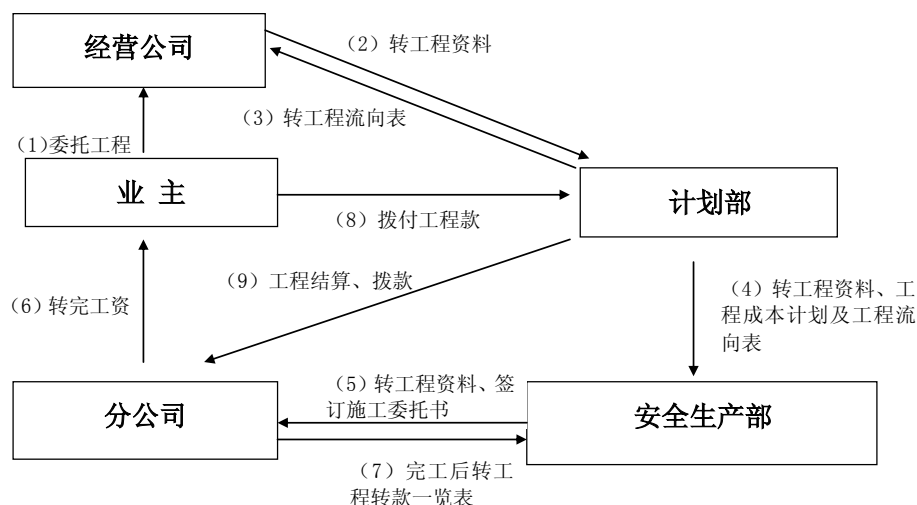 经营公司
（2）转工程资料
（3）转工程流向表
（1)委托工程
业 主
计划部
（8）拨付工程款
（9）工程结算、拨款
（6）转完工资
（4）转工程资料、工
程成本计划及工程流
向表
（5）转工程资料、签
订施工委托书
分公司
安全生产部
（7）完工后转工
程转款一览表